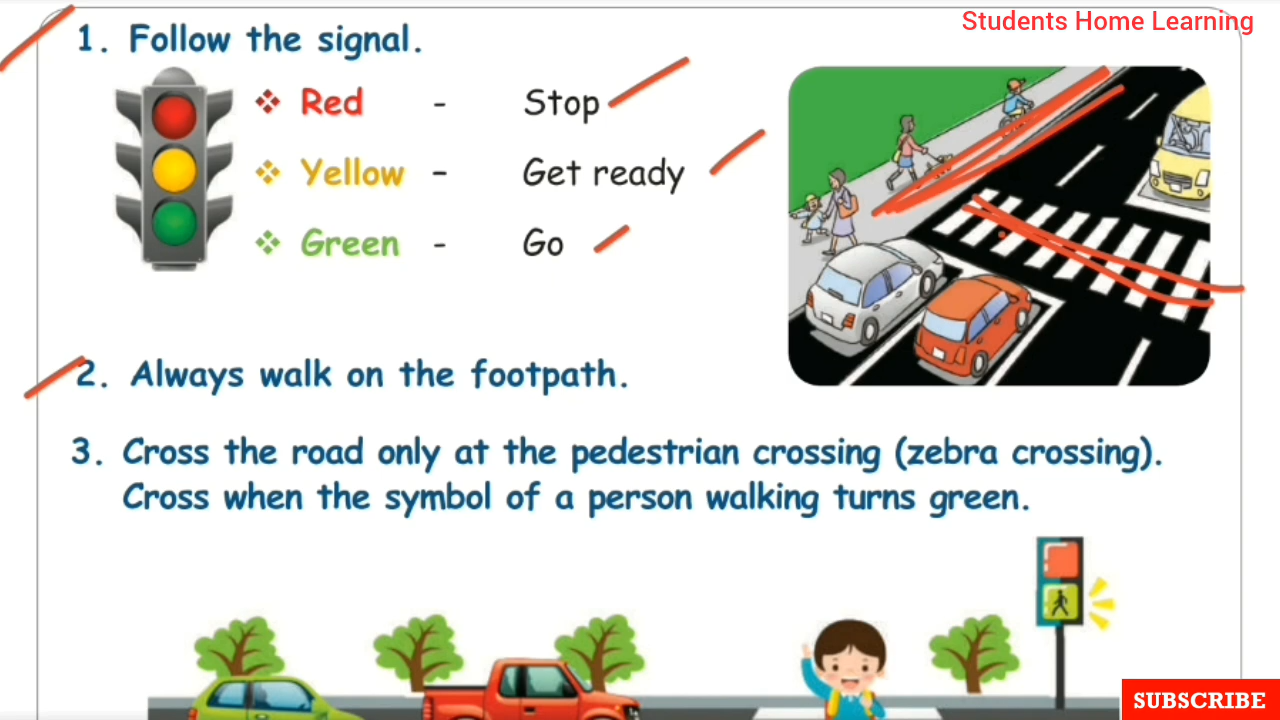 Students Home Learning
1. Follow the signal.
❖ Red - Stop
❖ Yellow - Get ready
❖ Green - Go
2. Always walk on the footpath.
3. Cross the road only at the pedestrian crossing (zebra crossing).
Cross when the symbol of a person walking turns green.
SUBSCRIBE